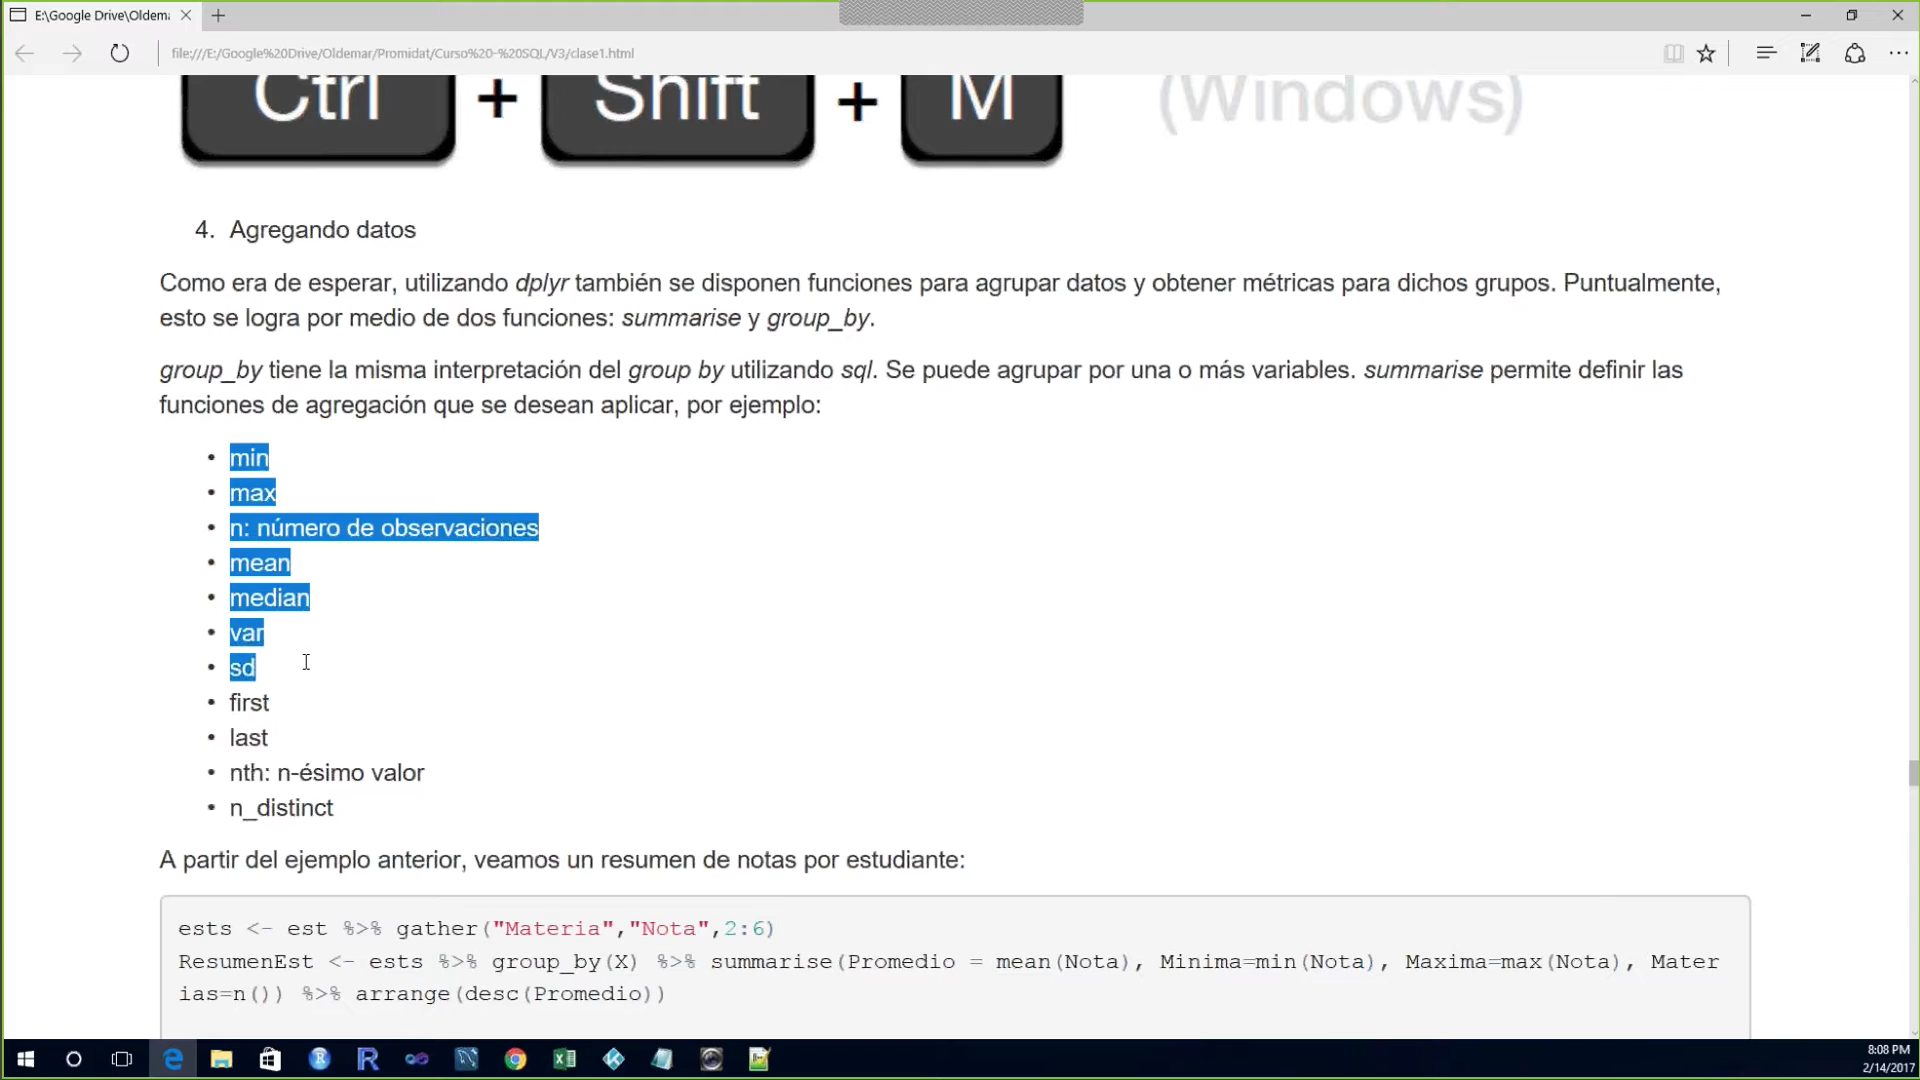 E:\Google Drive\Oldema
file:///E:/Google%20Drive/Oldemar/Promidat/Curso%20-%20SQL/V3/clase1.html
Ctrl + Shift + M (Windows)
4. Agregando datos
Como era de esperar, utilizando dplyr también se disponen funciones para agrupar datos y obtener métricas para dichos grupos. Puntualmente,
esto se logra por medio de dos funciones: summarise y group_by.
group_by tiene la misma interpretación del group by utilizando sql. Se puede agrupar por una o más variables. summarise permite definir las
funciones de agregación que se desean aplicar, por ejemplo:
• min
• max
• n: número de observaciones
• mean
• median
• var
• sd
• first
• last
• nth: n-ésimo valor
• n_distinct
A partir del ejemplo anterior, veamos un resumen de notas por estudiante:
ests <- est %>% gather("Materia","Nota",2:6)
ResumenEst <- ests %>% group_by(X) %>% summarise(Promedio = mean(Nota), Minima=min(Nota), Maxima=max(Nota), Mater
ias=n()) %>% arrange(desc(Promedio))
8:08 PM
2/14/2017